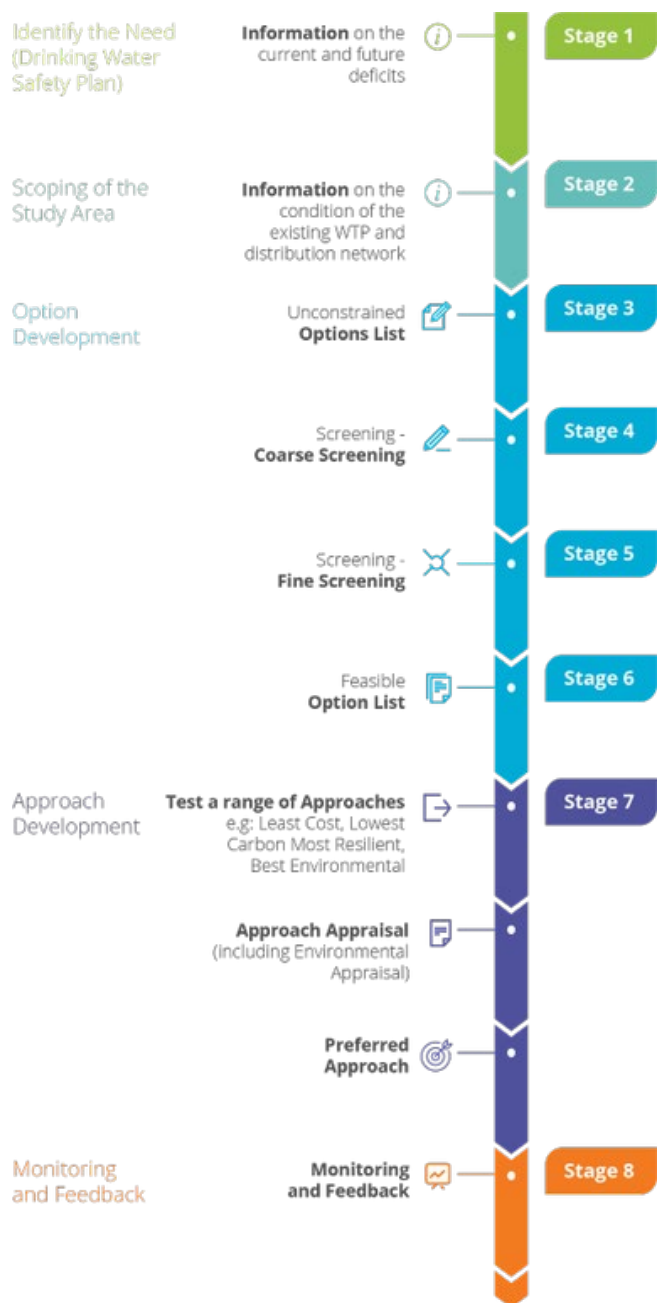 Identify the Need
(Drinking Water
Safety Plan)
Information on the
current and future
deficits
Stage 1
Scoping of the
Study Area
Information on the
condition of the
existing WTP and
distribution network
Stage 2
Option
Development
Unconstrained
Options List
Stage 3
Screening -
Coarse Screening
Stage 4
Screening -
Fine Screening
Stage 5
Feasible
Option List
Stage 6
Approach
Development
Test a range of Approaches
e.g: Least Cost, Lowest
Carbon Most Resilient,
Best Environmental
Stage 7
Approach Appraisal
(including Environmental
Appraisal)
Preferred
Approach
Monitoring
and Feedback
Monitoring
and Feedback
Stage 8